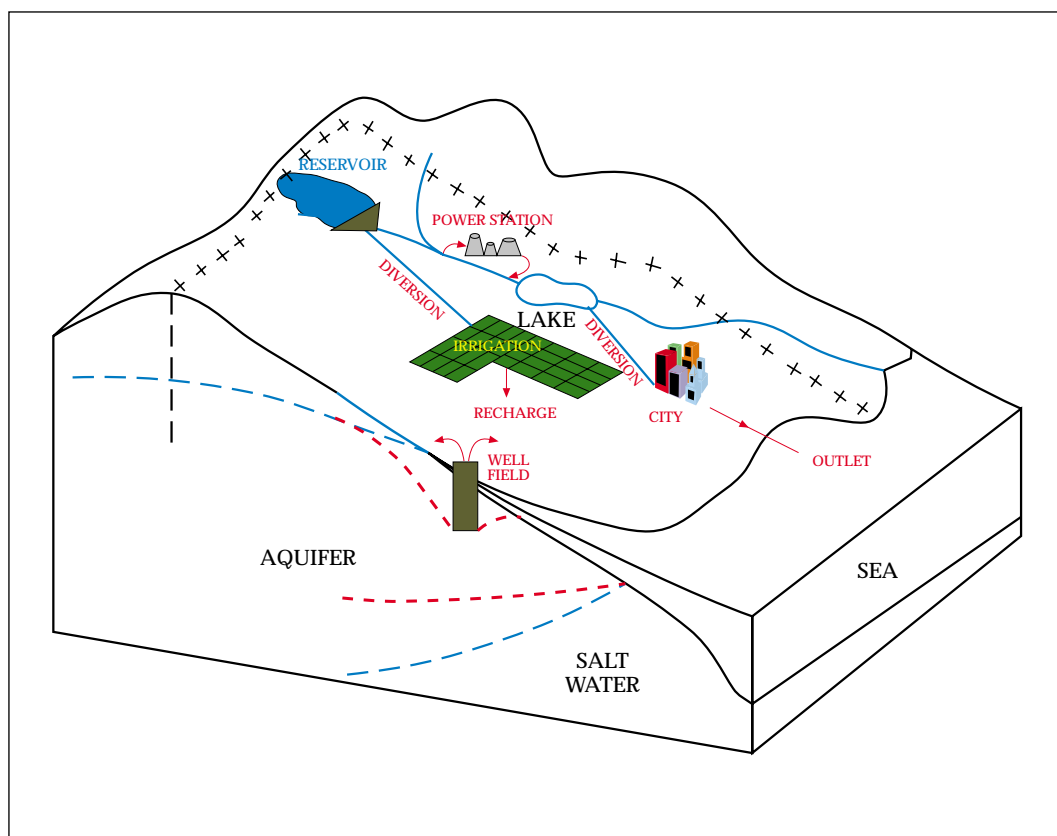 RESERVOIR
POWER STATION
DIVERSION
LAKE
DIVERSION
IRRIGATION
RECHARGE
CITY
WELL
FIELD
OUTLET
AQUIFER
SEA
SALT
WATER